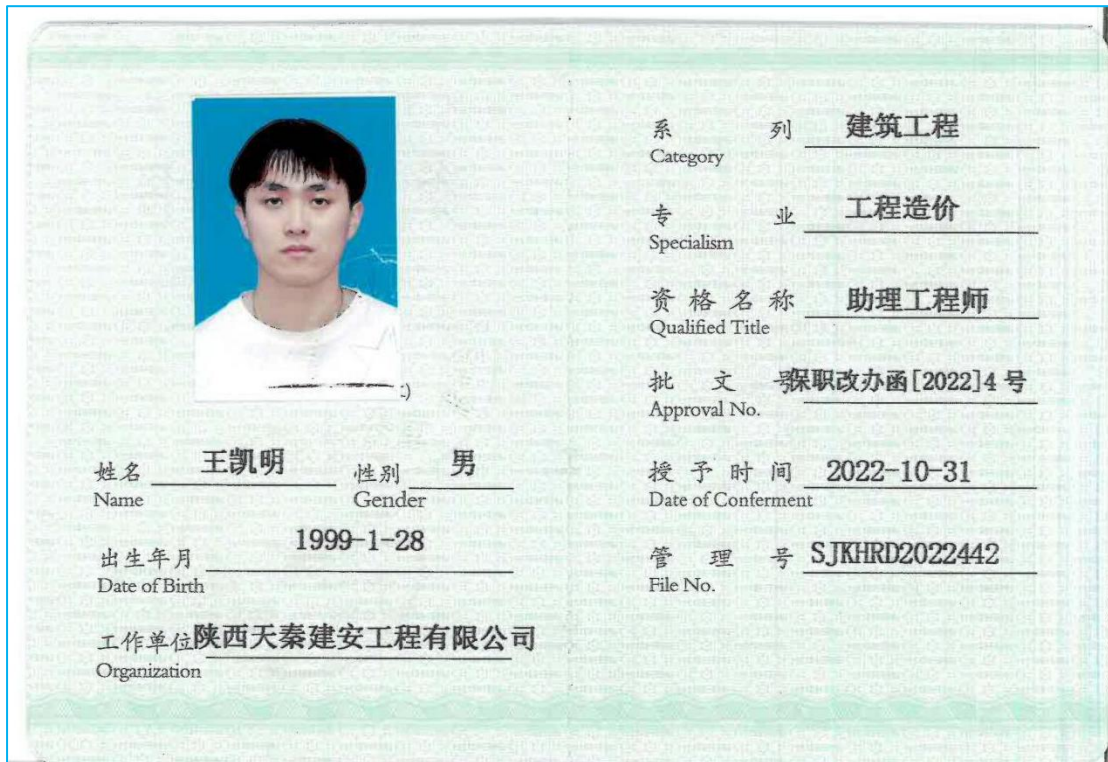 姓名 王凯明 性别 男
Name Gender
出生年月 1999-1-28
Date of Birth
工作单位 陕西天秦建安工程有限公司
Organization
系 列 建筑工程
Category
专 业 工程造价
Specialism
资格名称 助理工程师
Qualified Title
批 文 号 保职改办函[2022]4号
Approval No.
授予时间 2022-10-31
Date of Conferment
管 理 号 SJKHRD2022442
File No.